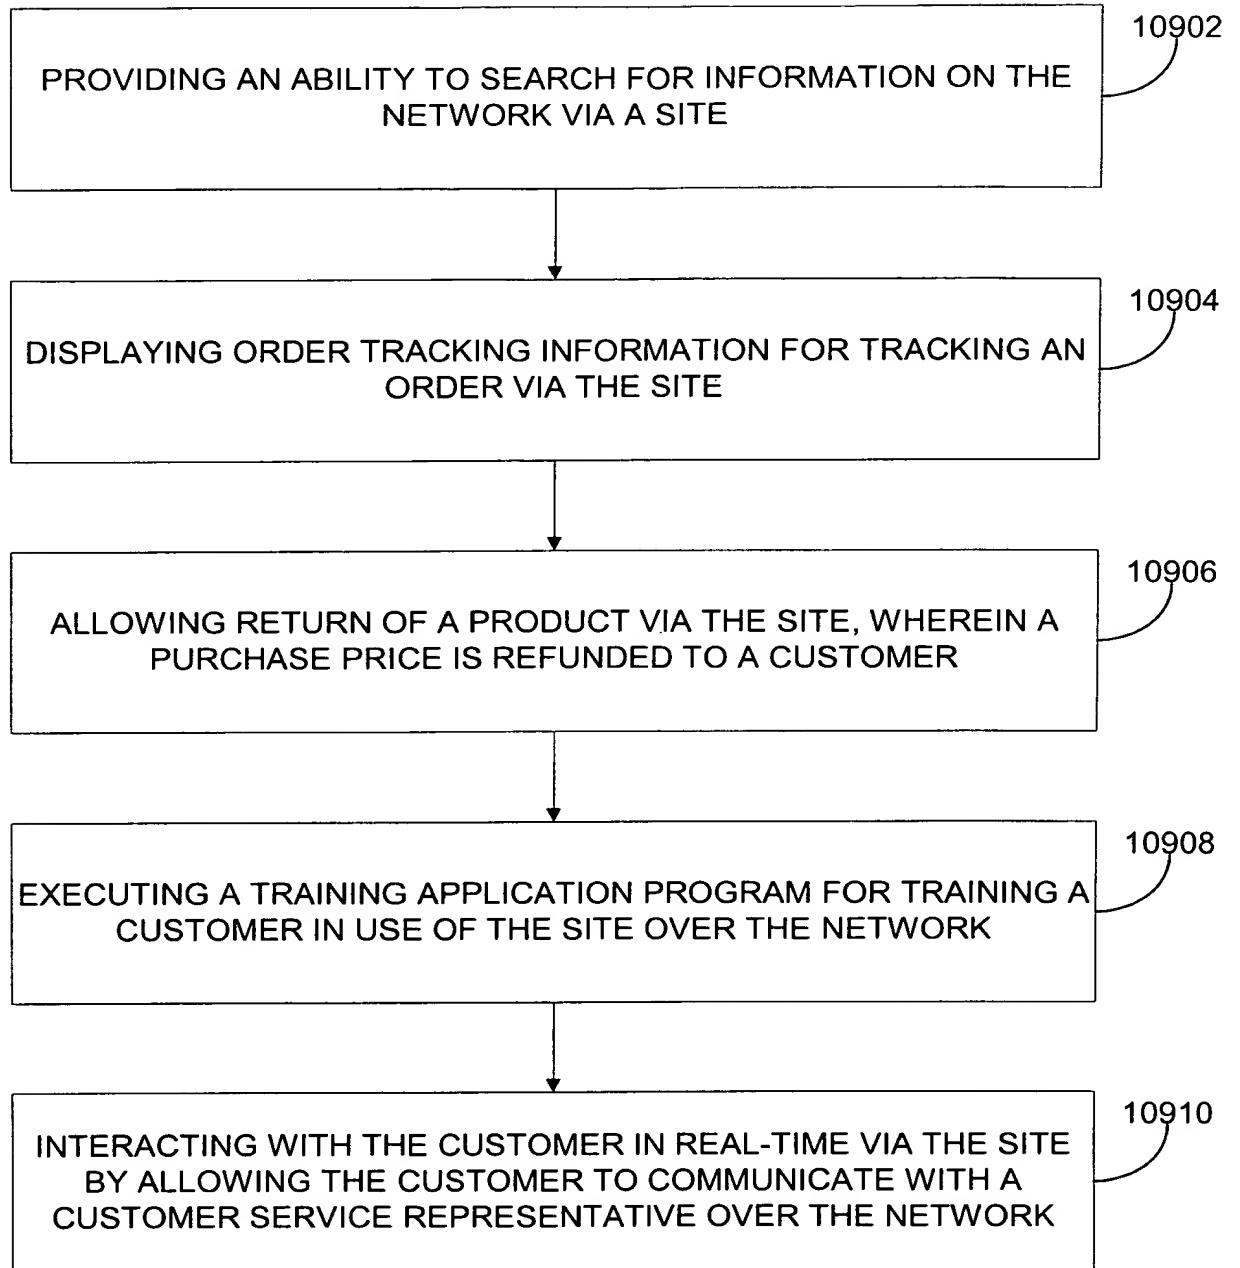 10902
PROVIDING AN ABILITY TO SEARCH FOR INFORMATION ON THE
NETWORK VIA A SITE
10904
DISPLAYING ORDER TRACKING INFORMATION FOR TRACKING AN
ORDER VIA THE SITE
10906
ALLOWING RETURN OF A PRODUCT VIA THE SITE, WHEREIN A
PURCHASE PRICE IS REFUNDED TO A CUSTOMER
10908
EXECUTING A TRAINING APPLICATION PROGRAM FOR TRAINING A
CUSTOMER IN USE OF THE SITE OVER THE NETWORK
10910
INTERACTING WITH THE CUSTOMER IN REAL-TIME VIA THE SITE
BY ALLOWING THE CUSTOMER TO COMMUNICATE WITH A
CUSTOMER SERVICE REPRESENTATIVE OVER THE NETWORK